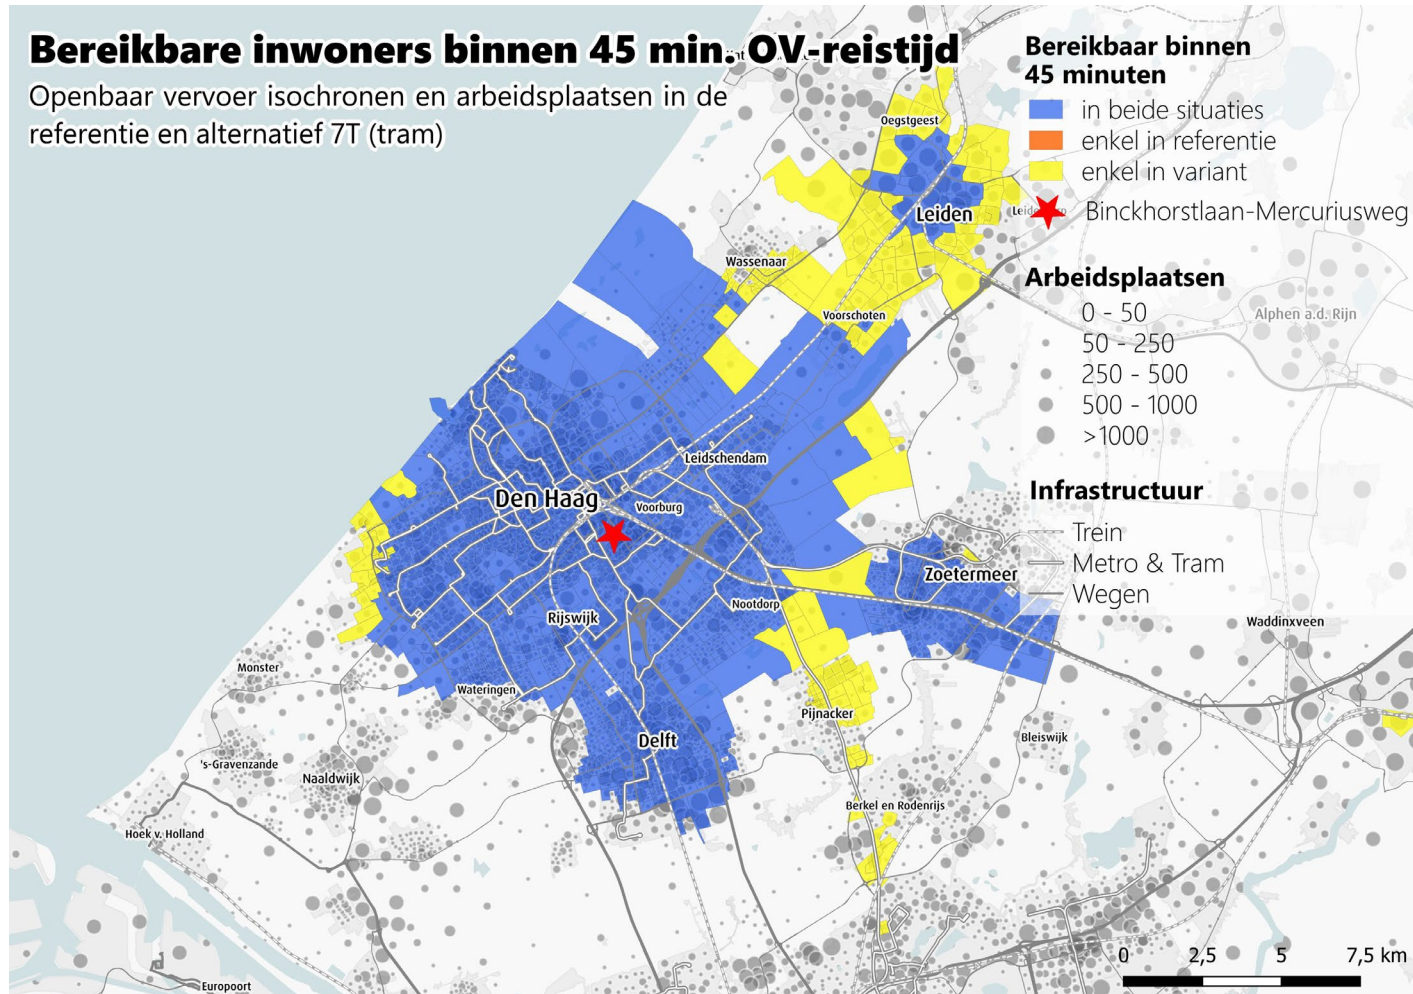 Bereikbare inwoners binnen 45 min. OV-reistijd
Openbaar vervoer isochronen en arbeidsplaatsen in de
referentie en alternatief 7T (tram)
Bereikbaar binnen
45 minuten
in beide situaties
enkel in referentie
enkel in variant
Binckhorstlaan-Mercuriusweg
Arbeidsplaatsen
0 - 50
50 - 250
250 - 500
500 - 1000
>1000
Infrastructuur
Trein
Metro & Tram
Wegen
Oegstgeest
Leiden
Wassenaar
Voorschoten
Alphen a.d. Rijn
Leidschendam
Den Haag
Voorburg
Zoetermeer
Nootdorp
Rijswijk
Waddinxveen
Monster
Wateringen
Pijnacker
Delft
Bleiswijk
's-Gravenzande
Naaldwijk
Berkel en Rodenrijs
Hoek v. Holland
Europoort
0 2,5 5 7,5 km